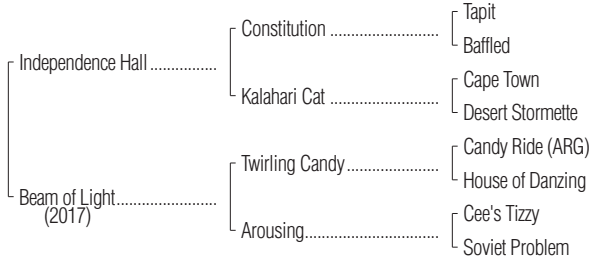 Tapit
Constitution ........................
Baffled
Independence Hall ................
Cape Town
Kalahari Cat ........................
Desert Stormette
Candy Ride (ARG)
Twirling Candy ....................
House of Danzing
Beam of Light .......................
(2017)
Cee's Tizzy
Arousing ..............................
Soviet Problem